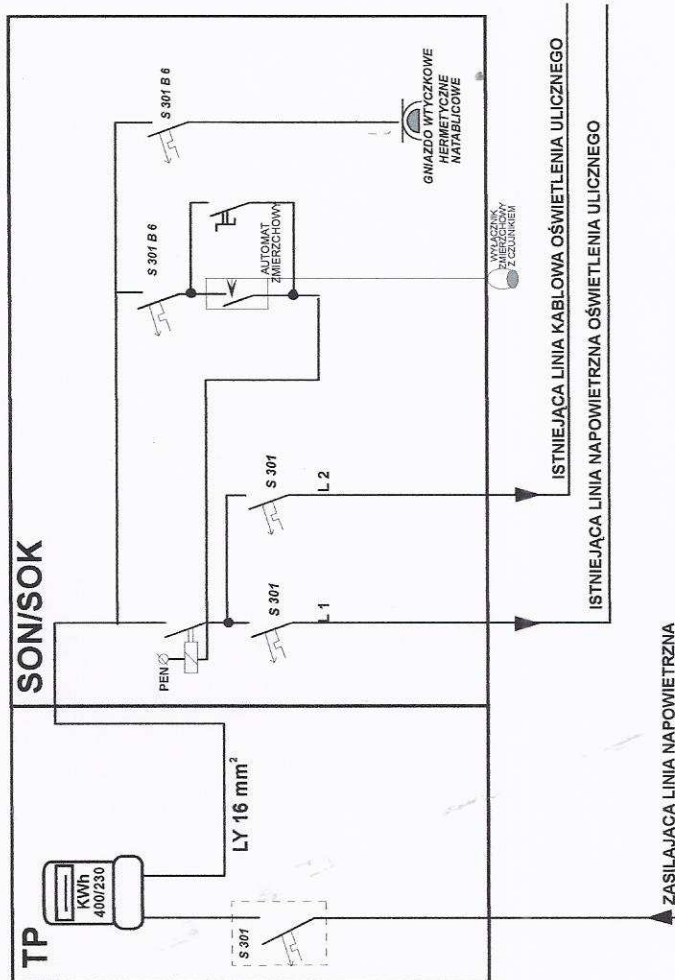 TP
KWh
400/230
S 301
LY 16 mm²
ZASILAJĄCA LINIA NAPOWIETRZNA
SON/SOK
PEN
S 301
L 1
S 301
L 2
S 301 B 6
AUTOMAT
ZMIERZCHOWY
WYŁĄCZNIK
ZMIERZCHOWY
Z CZUJNIKIEM
S 301 B 6
GNIAZDO WTYCZKOWE
HERMETYCZNE
NATABLICOWE
ISTNIEJĄCA LINIA KABLOWA OŚWIETLENIA ULICZNEGO
ISTNIEJĄCA LINIA NAPOWIETRZNA OŚWIETLENIA ULICZNEGO